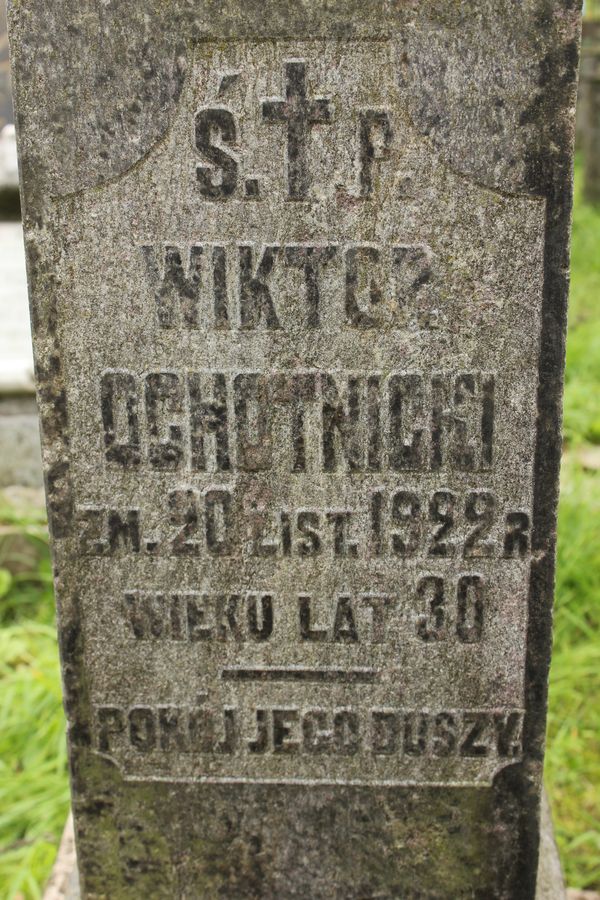 Ś. † P.
WIKTOR
OCHOTNICKI
ZM. 20 LIST. 1922 R
WIEKU LAT 30
POKÓJ JEGO DUSZY.